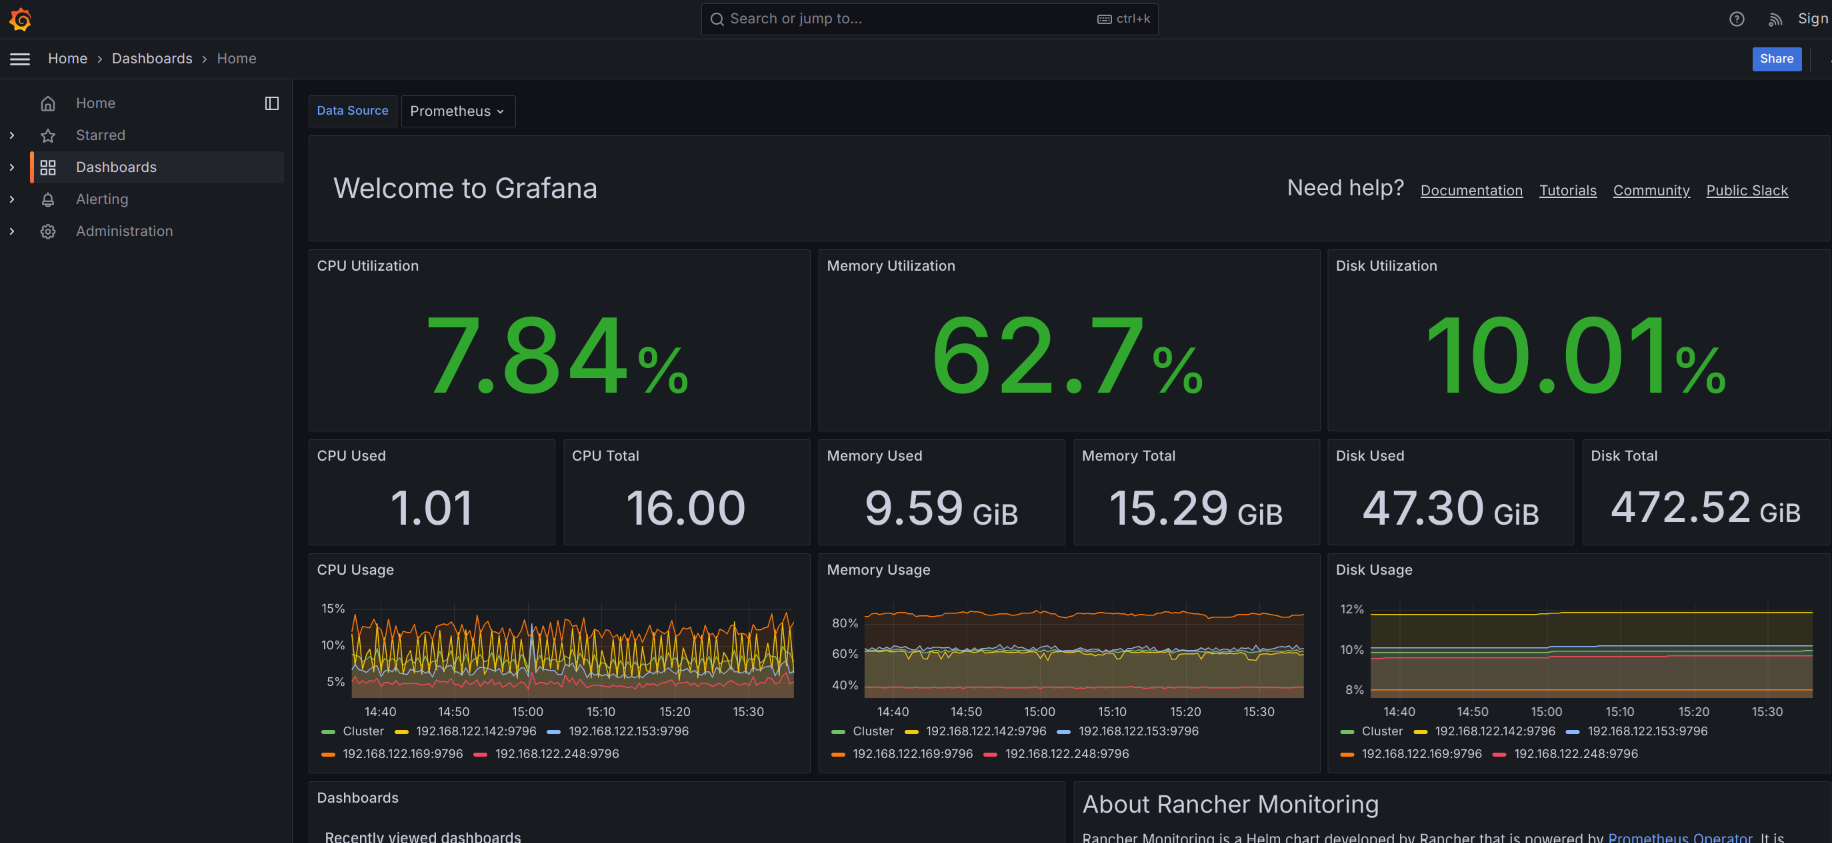 Search or jump to...
ctrl+k
Sign
Home › Dashboards › Home
Share
Home
Starred
Dashboards
Alerting
Administration
Data Source
Prometheus
Welcome to Grafana
Need help? Documentation Tutorials Community Public Slack
CPU Utilization
7.84%
Memory Utilization
62.7%
Disk Utilization
10.01%
CPU Used
1.01
CPU Total
16.00
Memory Used
9.59 GiB
Memory Total
15.29 GiB
Disk Used
47.30 GiB
Disk Total
472.52 GiB
CPU Usage
15%
10%
5%
14:40 14:50 15:00 15:10 15:20 15:30
Cluster 192.168.122.142:9796 192.168.122.153:9796
192.168.122.169:9796 192.168.122.248:9796
Memory Usage
80%
60%
40%
14:40 14:50 15:00 15:10 15:20 15:30
Cluster 192.168.122.142:9796 192.168.122.153:9796
192.168.122.169:9796 192.168.122.248:9796
Disk Usage
12%
10%
8%
14:40 14:50 15:00 15:10 15:20 15:30
Cluster 192.168.122.142:9796 192.168.122.153:9796
192.168.122.169:9796 192.168.122.248:9796
Dashboards
Recently viewed dashboards
About Rancher Monitoring
Rancher Monitoring is a Helm chart developed by Rancher that is powered by Prometheus Operator. It is